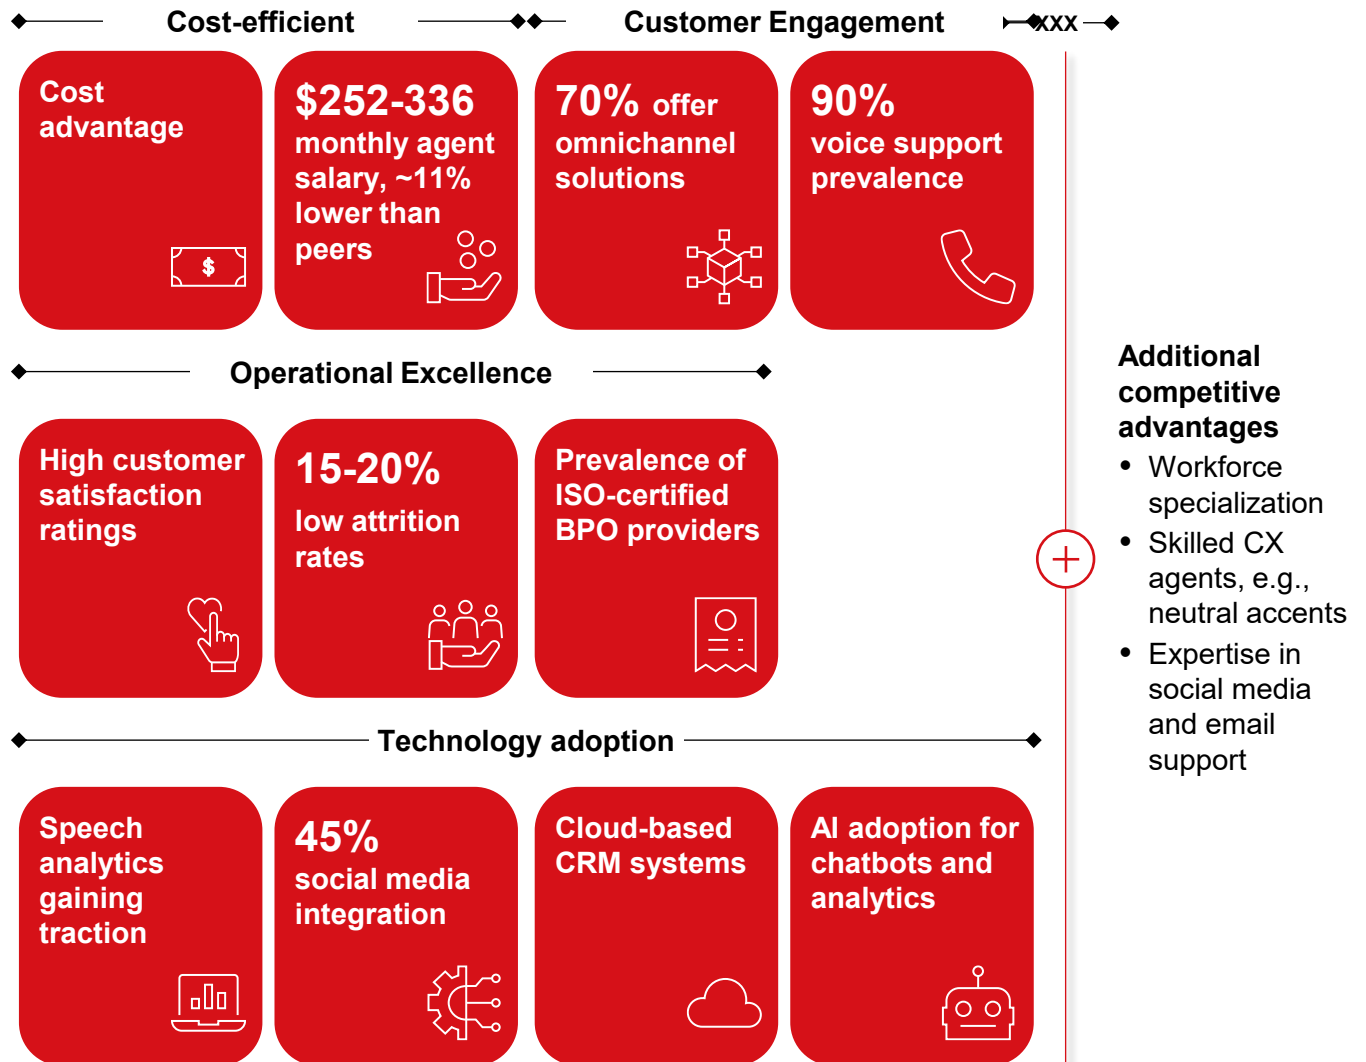 Cost-efficient
Customer Engagement
xxx
Cost
advantage
$
$252-336
monthly agent
salary, ~11%
lower than
peers
70% offer
omnichannel
solutions
90%
voice support
prevalence
Operational Excellence
High customer
satisfaction
ratings
15-20%
low attrition
rates
Prevalence of
ISO-certified
BPO providers
Technology adoption
Speech
analytics
gaining
traction
45%
social media
integration
Cloud-based
CRM systems
AI adoption for
chatbots and
analytics
Additional
competitive
advantages
• Workforce
specialization
• Skilled CX
agents, e.g.,
neutral accents
• Expertise in
social media
and email
support